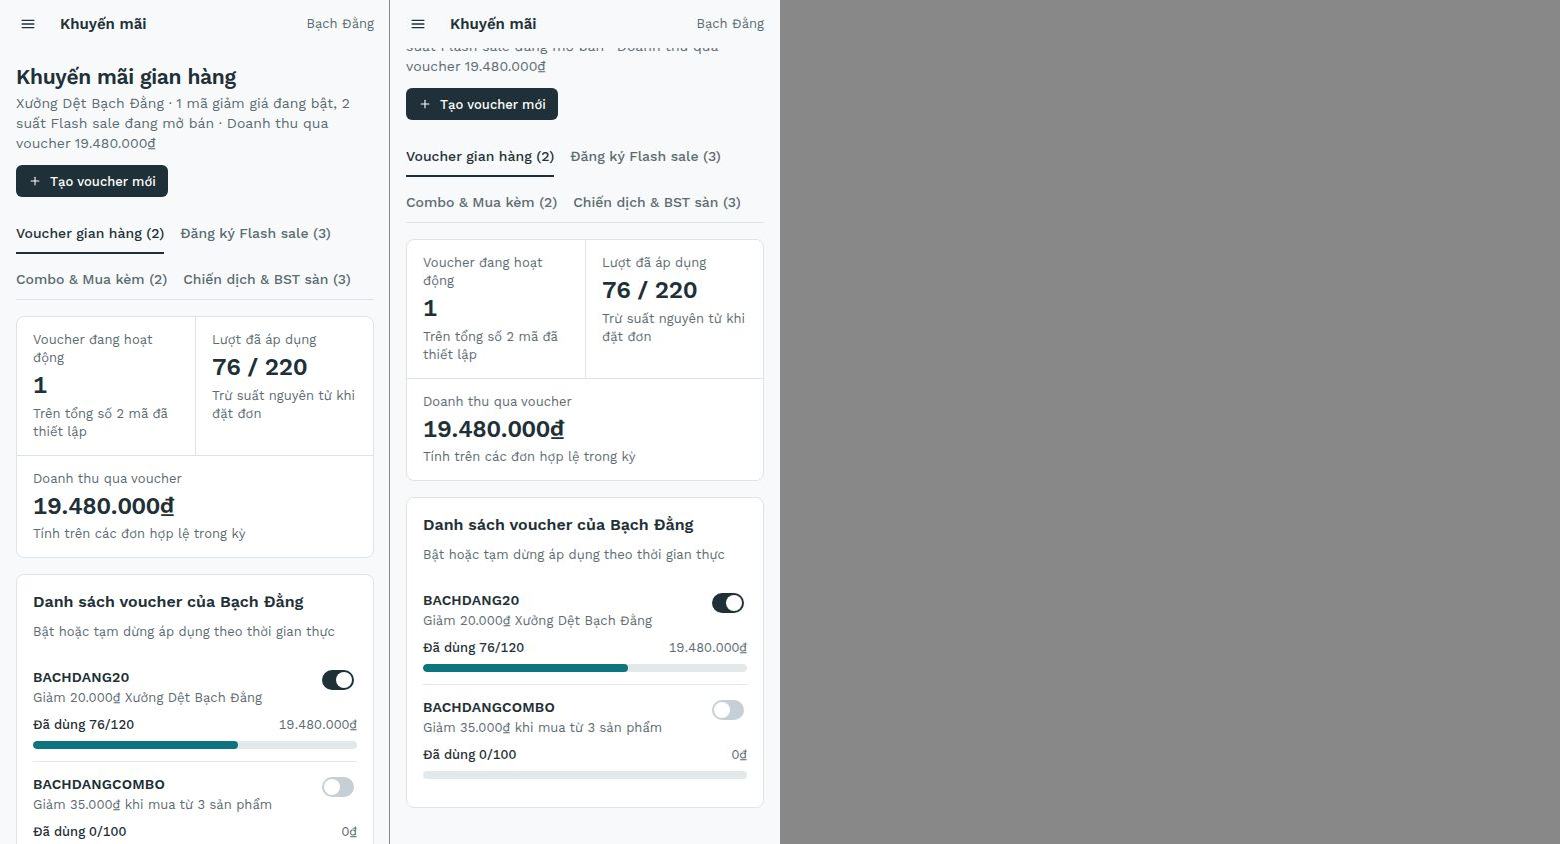 Khuyến mãi
Bạch Đằng
Khuyến mãi gian hàng
Xưởng Dệt Bạch Đằng · 1 mã giảm giá đang bật, 2
suất Flash sale đang mở bán · Doanh thu qua
voucher 19.480.000₫
+ Tạo voucher mới
Voucher gian hàng (2)
Đăng ký Flash sale (3)
Combo & Mua kèm (2)
Chiến dịch & BST sàn (3)
Voucher đang hoạt
động
1
Trên tổng số 2 mã đã
thiết lập
Lượt đã áp dụng
76 / 220
Trừ suất nguyên tử khi
đặt đơn
Doanh thu qua voucher
19.480.000₫
Tính trên các đơn hợp lệ trong kỳ
Danh sách voucher của Bạch Đằng
Bật hoặc tạm dừng áp dụng theo thời gian thực
BACHDANG20
Giảm 20.000₫ Xưởng Dệt Bạch Đằng
Đã dùng 76/120
19.480.000₫
BACHDANGCOMBO
Giảm 35.000₫ khi mua từ 3 sản phẩm
Đã dùng 0/100
0₫
Khuyến mãi
Bạch Đằng
suất Flash sale đang mở bán · Doanh thu qua
voucher 19.480.000₫
+ Tạo voucher mới
Voucher gian hàng (2)
Đăng ký Flash sale (3)
Combo & Mua kèm (2)
Chiến dịch & BST sàn (3)
Voucher đang hoạt
động
1
Trên tổng số 2 mã đã
thiết lập
Lượt đã áp dụng
76 / 220
Trừ suất nguyên tử khi
đặt đơn
Doanh thu qua voucher
19.480.000₫
Tính trên các đơn hợp lệ trong kỳ
Danh sách voucher của Bạch Đằng
Bật hoặc tạm dừng áp dụng theo thời gian thực
BACHDANG20
Giảm 20.000₫ Xưởng Dệt Bạch Đằng
Đã dùng 76/120
19.480.000₫
BACHDANGCOMBO
Giảm 35.000₫ khi mua từ 3 sản phẩm
Đã dùng 0/100
0₫